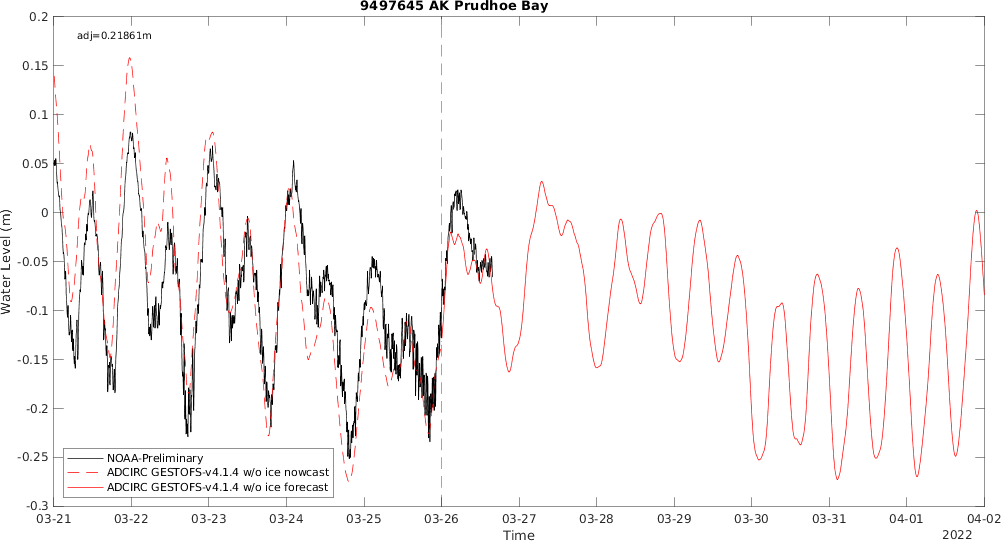 9497645 AK Prudhoe Bay
adj=0.21861m
0.2
0.15
0.1
0.05
0
-0.05
-0.1
-0.15
-0.2
-0.25
-0.3
Water Level (m)
NOAA-Preliminary
ADCIRC GESTOFS-v4.1.4 w/o ice nowcast
ADCIRC GESTOFS-v4.1.4 w/o ice forecast
03-21 03-22 03-23 03-24 03-25 03-26 03-27 03-28 03-29 03-30 03-31 04-01 04-02
Time
2022